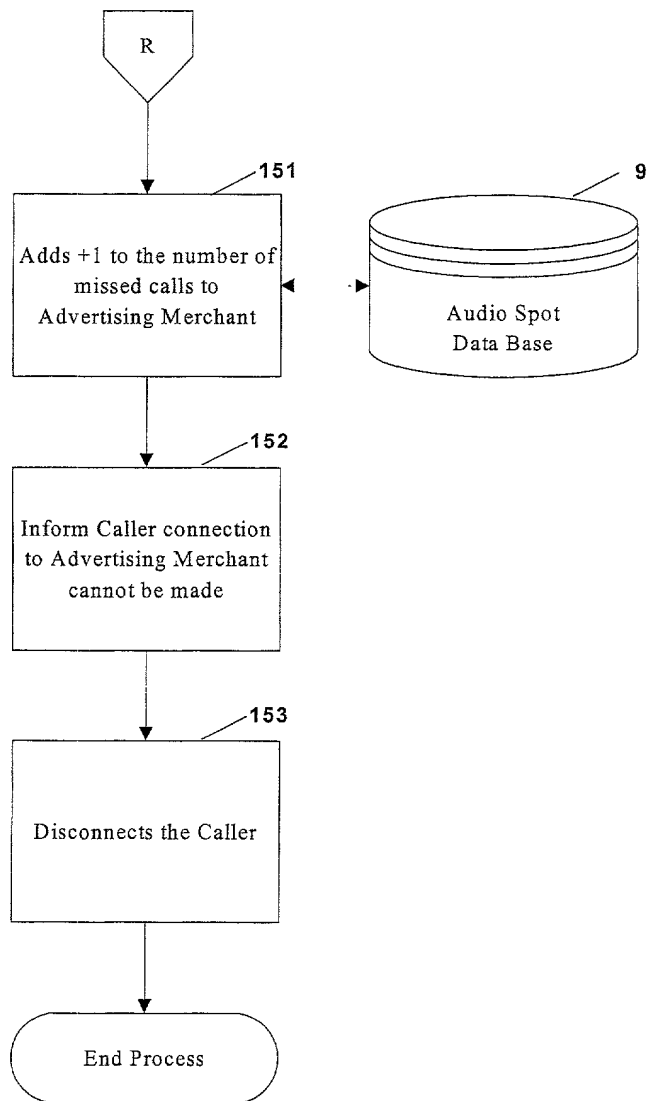 R
151
9
Adds +1 to the number of
missed calls to
Advertising Merchant
Audio Spot
Data Base
152
Inform Caller connection
to Advertising Merchant
cannot be made
153
Disconnects the Caller
End Process